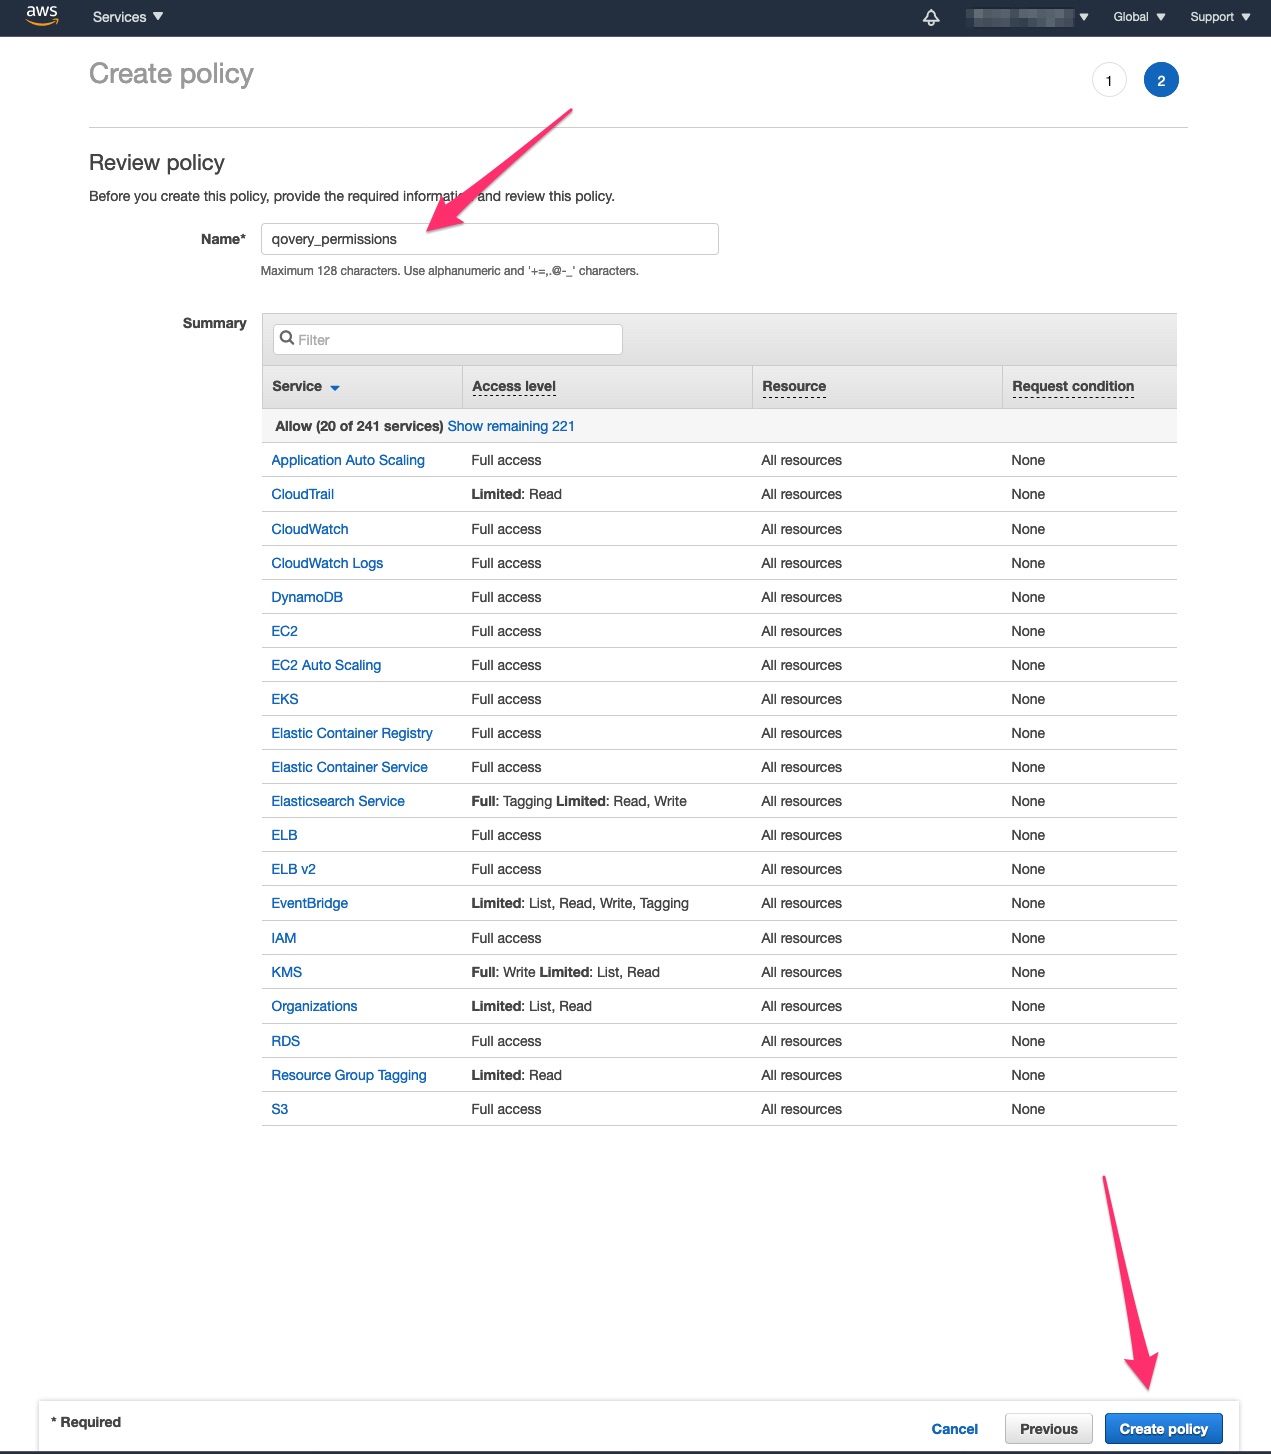 aws Services Global Support
Create policy
1 2
Review policy
Before you create this policy, provide the required information and review this policy.
Name* qovery_permissions
Maximum 128 characters. Use alphanumeric and '+=,.@-_' characters.
Summary Filter
Service Access level Resource Request condition
Allow (20 of 241 services) Show remaining 221
Application Auto Scaling Full access All resources None
CloudTrail Limited: Read All resources None
CloudWatch Full access All resources None
CloudWatch Logs Full access All resources None
DynamoDB Full access All resources None
EC2 Full access All resources None
EC2 Auto Scaling Full access All resources None
EKS Full access All resources None
Elastic Container Registry Full access All resources None
Elastic Container Service Full access All resources None
Elasticsearch Service Full: Tagging Limited: Read, Write All resources None
ELB Full access All resources None
ELB v2 Full access All resources None
EventBridge Limited: List, Read, Write, Tagging All resources None
IAM Full access All resources None
KMS Full: Write Limited: List, Read All resources None
Organizations Limited: List, Read All resources None
RDS Full access All resources None
Resource Group Tagging Limited: Read All resources None
S3 Full access All resources None
* Required Cancel Previous Create policy